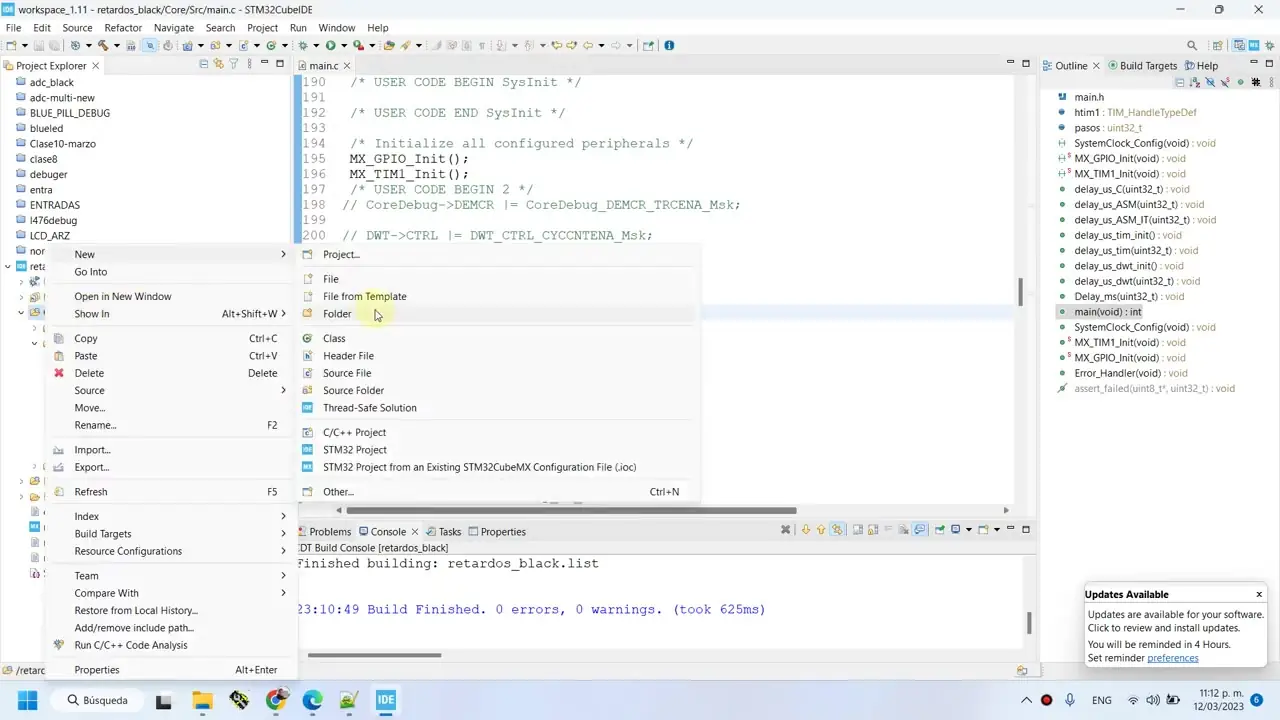 workspace_1.11 - retardos_black/Core/Src/main.c - STM32CubeIDE
File Edit Source Refactor Navigate Search Project Run Window Help
Project Explorer
adc_black
adc-multi-new
BLUE_PILL_DEBUG
blueled
Clase10-marzo
clase8
debuger
entra
ENTRADAS
l476debug
LCD_ARZ
New
Go Into
Open in New Window
Show In Alt+Shift+W
Copy Ctrl+C
Paste Ctrl+V
Delete Delete
Source
Move...
Rename... F2
Import...
Export...
Refresh F5
Index
Build Targets
Resource Configurations
Team
Compare With
Restore from Local History...
Add/remove include path...
Run C/C++ Code Analysis
Properties Alt+Enter
Project...
File
File from Template
Folder
Class
Header File
Source File
Source Folder
Thread-Safe Solution
C/C++ Project
STM32 Project
STM32 Project from an Existing STM32CubeMX Configuration File (.ioc)
Other... Ctrl+N
main.c
190 /* USER CODE BEGIN SysInit */
191
192 /* USER CODE END SysInit */
193
194 /* Initialize all configured peripherals */
195 MX_GPIO_Init();
196 MX_TIM1_Init();
197 /* USER CODE BEGIN 2 */
198 // CoreDebug->DEMCR |= CoreDebug_DEMCR_TRCENA_Msk;
199
200 // DWT->CTRL |= DWT_CTRL_CYCCNTENA_Msk;
Problems Console Tasks Properties
CDT Build Console [retardos_black]
Finished building: retardos_black.list
23:10:49 Build Finished. 0 errors, 0 warnings. (took 625ms)
Outline Build Targets Help
main.h
htim1 : TIM_HandleTypeDef
pasos : uint32_t
SystemClock_Config(void) : void
MX_GPIO_Init(void) : void
MX_TIM1_Init(void) : void
delay_us_C(uint32_t) : void
delay_us_ASM(uint32_t) : void
delay_us_ASM_IT(uint32_t) : void
delay_us_tim_init() : void
delay_us_tim(uint32_t) : void
delay_us_dwt_init() : void
delay_us_dwt(uint32_t) : void
Delay_ms(uint32_t) : void
main(void) : int
SystemClock_Config(void) : void
MX_TIM1_Init(void) : void
MX_GPIO_Init(void) : void
Error_Handler(void) : void
assert_failed(uint8_t*, uint32_t) : void
Updates Available
Updates are available for your software.
Click to review and install updates.
You will be reminded in 4 Hours.
Set reminder preferences
Búsqueda
IDE
ENG
11:12 p. m.
12/03/2023
6